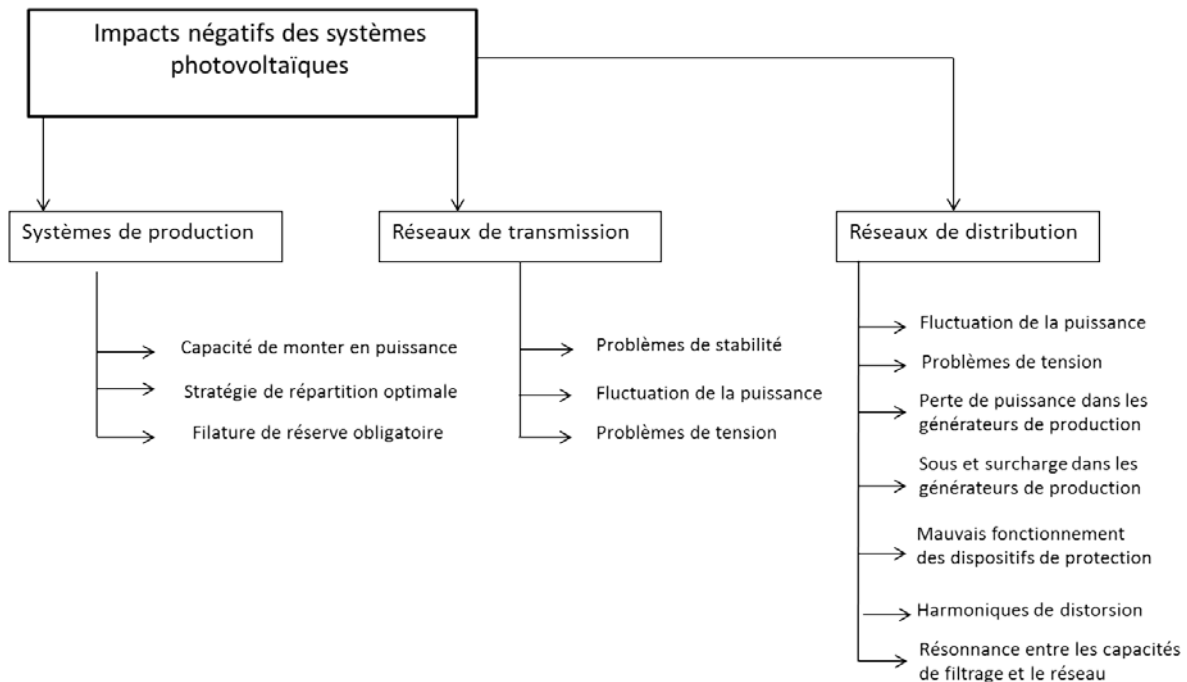 Impacts négatifs des systèmes
photovoltaïques
Systèmes de production
Capacité de monter en puissance
Stratégie de répartition optimale
Filature de réserve obligatoire
Réseaux de transmission
Problèmes de stabilité
Fluctuation de la puissance
Problèmes de tension
Réseaux de distribution
Fluctuation de la puissance
Problèmes de tension
Perte de puissance dans les
générateurs de production
Sous et surcharge dans les
générateurs de production
Mauvais fonctionnement
des dispositifs de protection
Harmoniques de distorsion
Résonnance entre les capacités
de filtrage et le réseau